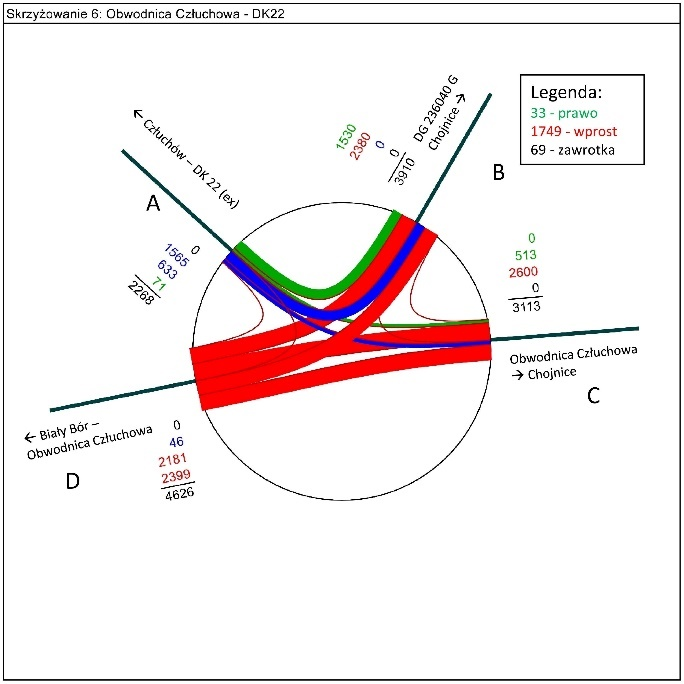 Skrzyżowanie 6: Obwodnica Człuchowa - DK22
Legenda:
33 - prawo
1749 - wprost
69 - zawrotka
← Człuchów – DK 22 (ex)
A
0
1565
633
71
2268
1530
2380
0
0
3910
DG 236040 G
Chojnice →
B
0
513
2600
0
3113
Obwodnica Człuchowa
→ Chojnice
C
← Biały Bór –
Obwodnica Człuchowa
D
0
46
2181
2399
4626